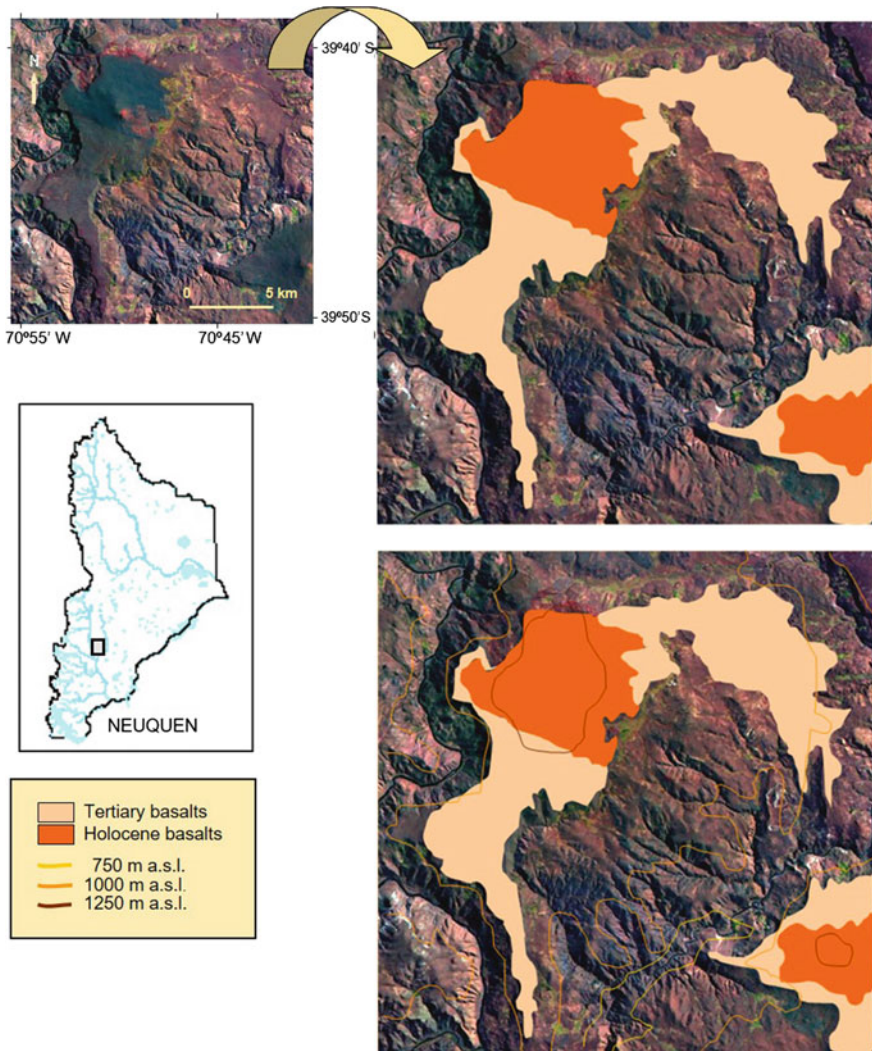 N
39º40' S
0 5 km
39º50' S
70º55' W 70º45' W
NEUQUEN
Tertiary basalts
Holocene basalts
750 m a.s.l.
1000 m a.s.l.
1250 m a.s.l.